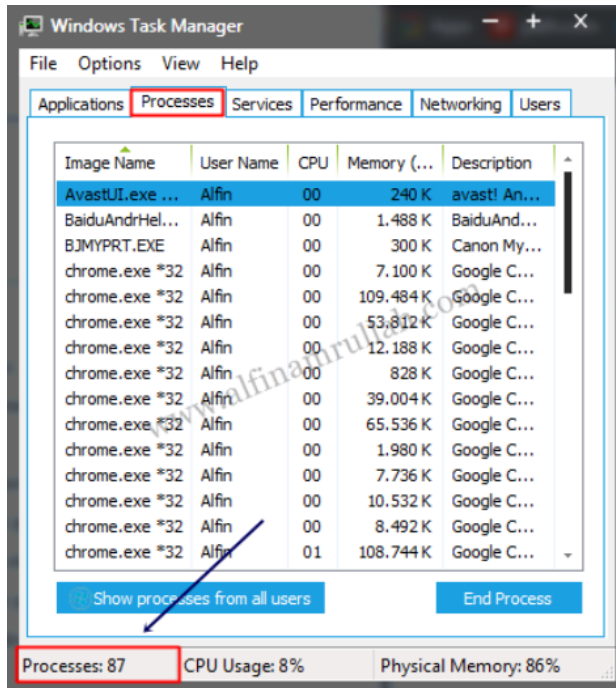 Windows Task Manager
File Options View Help
Applications Processes Services Performance Networking Users
Image Name User Name CPU Memory (... Description
AvastUI.exe ... Alfin 00 240 K avast! An...
BaiduAndrHel... Alfin 00 1.488 K BaiduAnd...
BJMYPRT.EXE Alfin 00 300 K Canon My...
chrome.exe *32 Alfin 00 7.100 K Google C...
chrome.exe *32 Alfin 00 109.484 K Google C...
chrome.exe *32 Alfin 00 53.812 K Google C...
chrome.exe *32 Alfin 00 12.188 K Google C...
chrome.exe *32 Alfin 00 828 K Google C...
chrome.exe *32 Alfin 00 39.004 K Google C...
chrome.exe *32 Alfin 00 65.536 K Google C...
chrome.exe *32 Alfin 00 1.980 K Google C...
chrome.exe *32 Alfin 00 7.736 K Google C...
chrome.exe *32 Alfin 00 10.532 K Google C...
chrome.exe *32 Alfin 00 8.492 K Google C...
chrome.exe *32 Alfin 01 108.744 K Google C...
www.alfinamrullah.com
Show processes from all users End Process
Processes: 87 CPU Usage: 8% Physical Memory: 86%